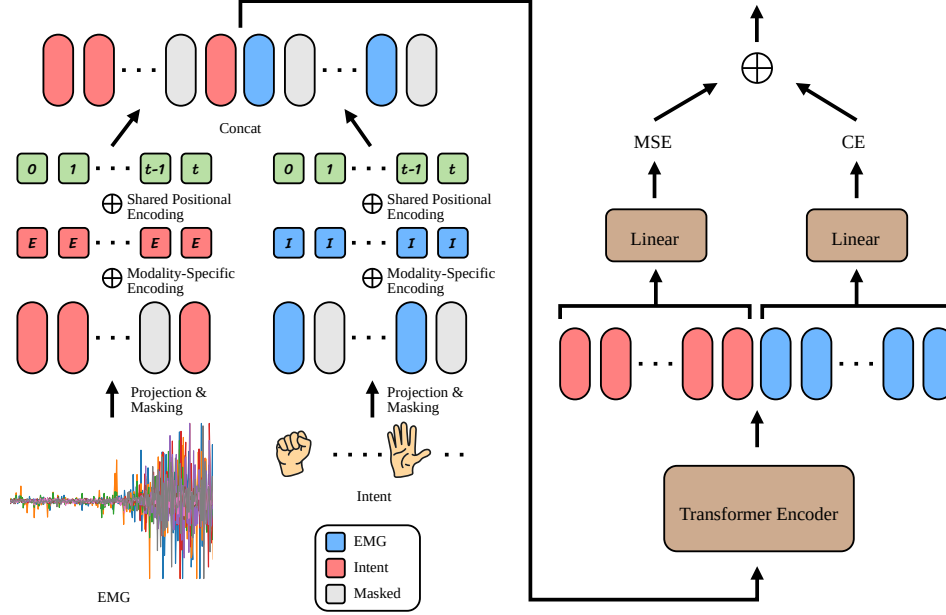 Concat
0 1 ... t-1 t
0 1 ... t-1 t
Shared Positional
Encoding
Shared Positional
Encoding
E E ... E E
I I ... I I
Modality-Specific
Encoding
Modality-Specific
Encoding
Projection &
Masking
Projection &
Masking
EMG
Intent
EMG
Intent
Masked
MSE
CE
Linear
Linear
Transformer Encoder